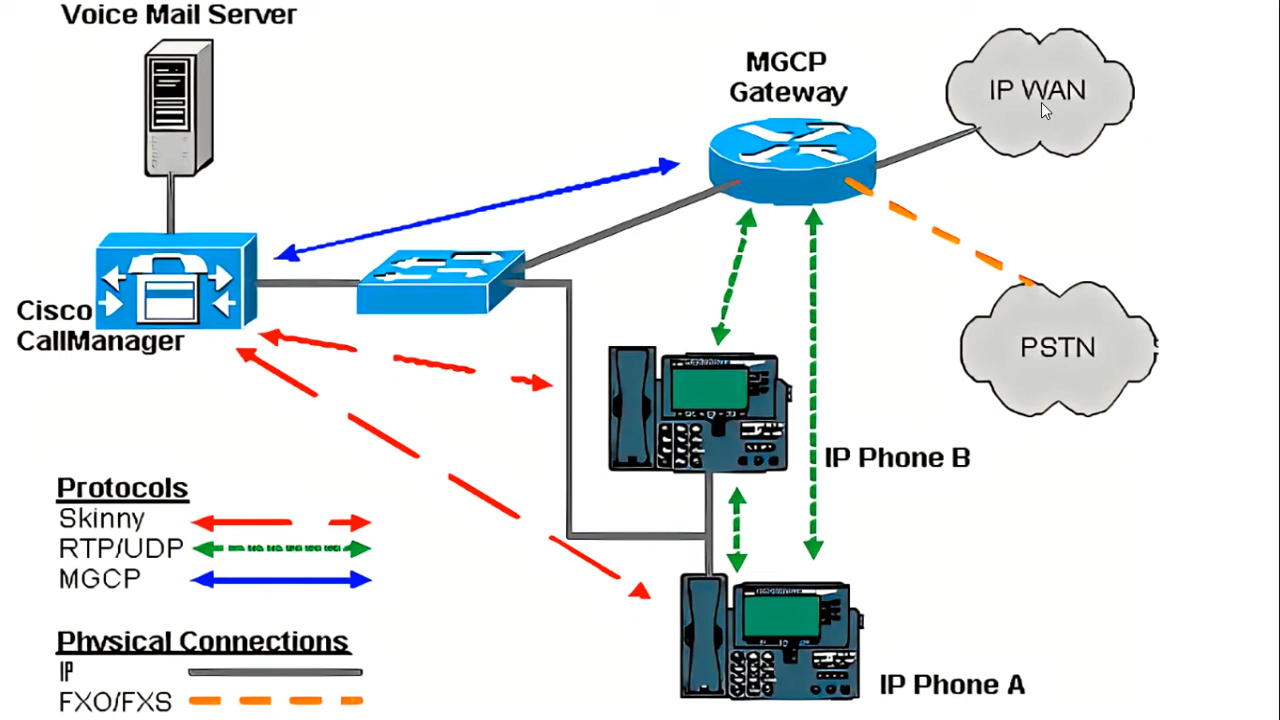 Voice Mail Server
MGCP
Gateway
IP WAN
Cisco
CallManager
PSTN
IP Phone B
Protocols
Skinny
RTP/UDP
MGCP
Physical Connections
IP
FXO/FXS
IP Phone A